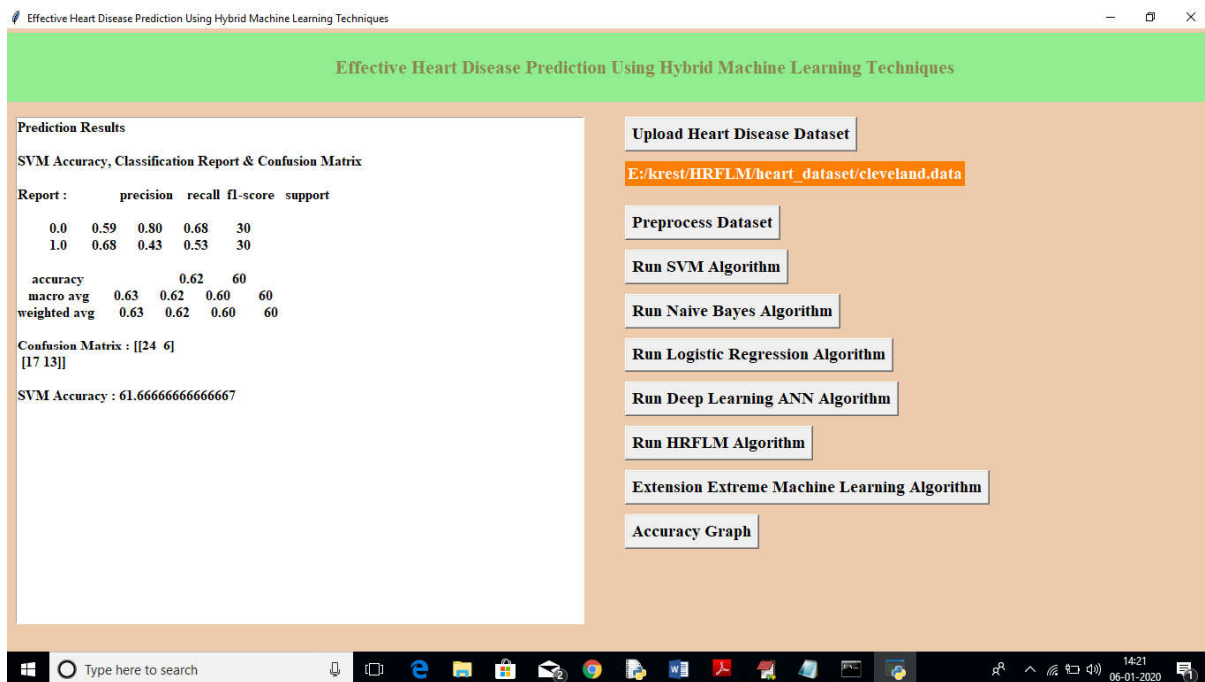 Effective Heart Disease Prediction Using Hybrid Machine Learning Techniques
Effective Heart Disease Prediction Using Hybrid Machine Learning Techniques
Prediction Results
SVM Accuracy, Classification Report & Confusion Matrix
Report : precision recall f1-score support
0.0 0.59 0.80 0.68 30
1.0 0.68 0.43 0.53 30
accuracy 0.62 60
macro avg 0.63 0.62 0.60 60
weighted avg 0.63 0.62 0.60 60
Confusion Matrix : [[24 6]
[17 13]]
SVM Accuracy : 61.66666666666667
Upload Heart Disease Dataset
E:/krest/HRFLM/heart_dataset/cleveland.data
Preprocess Dataset
Run SVM Algorithm
Run Naive Bayes Algorithm
Run Logistic Regression Algorithm
Run Deep Learning ANN Algorithm
Run HRFLM Algorithm
Extension Extreme Machine Learning Algorithm
Accuracy Graph
Type here to search
14:21
06-01-2020